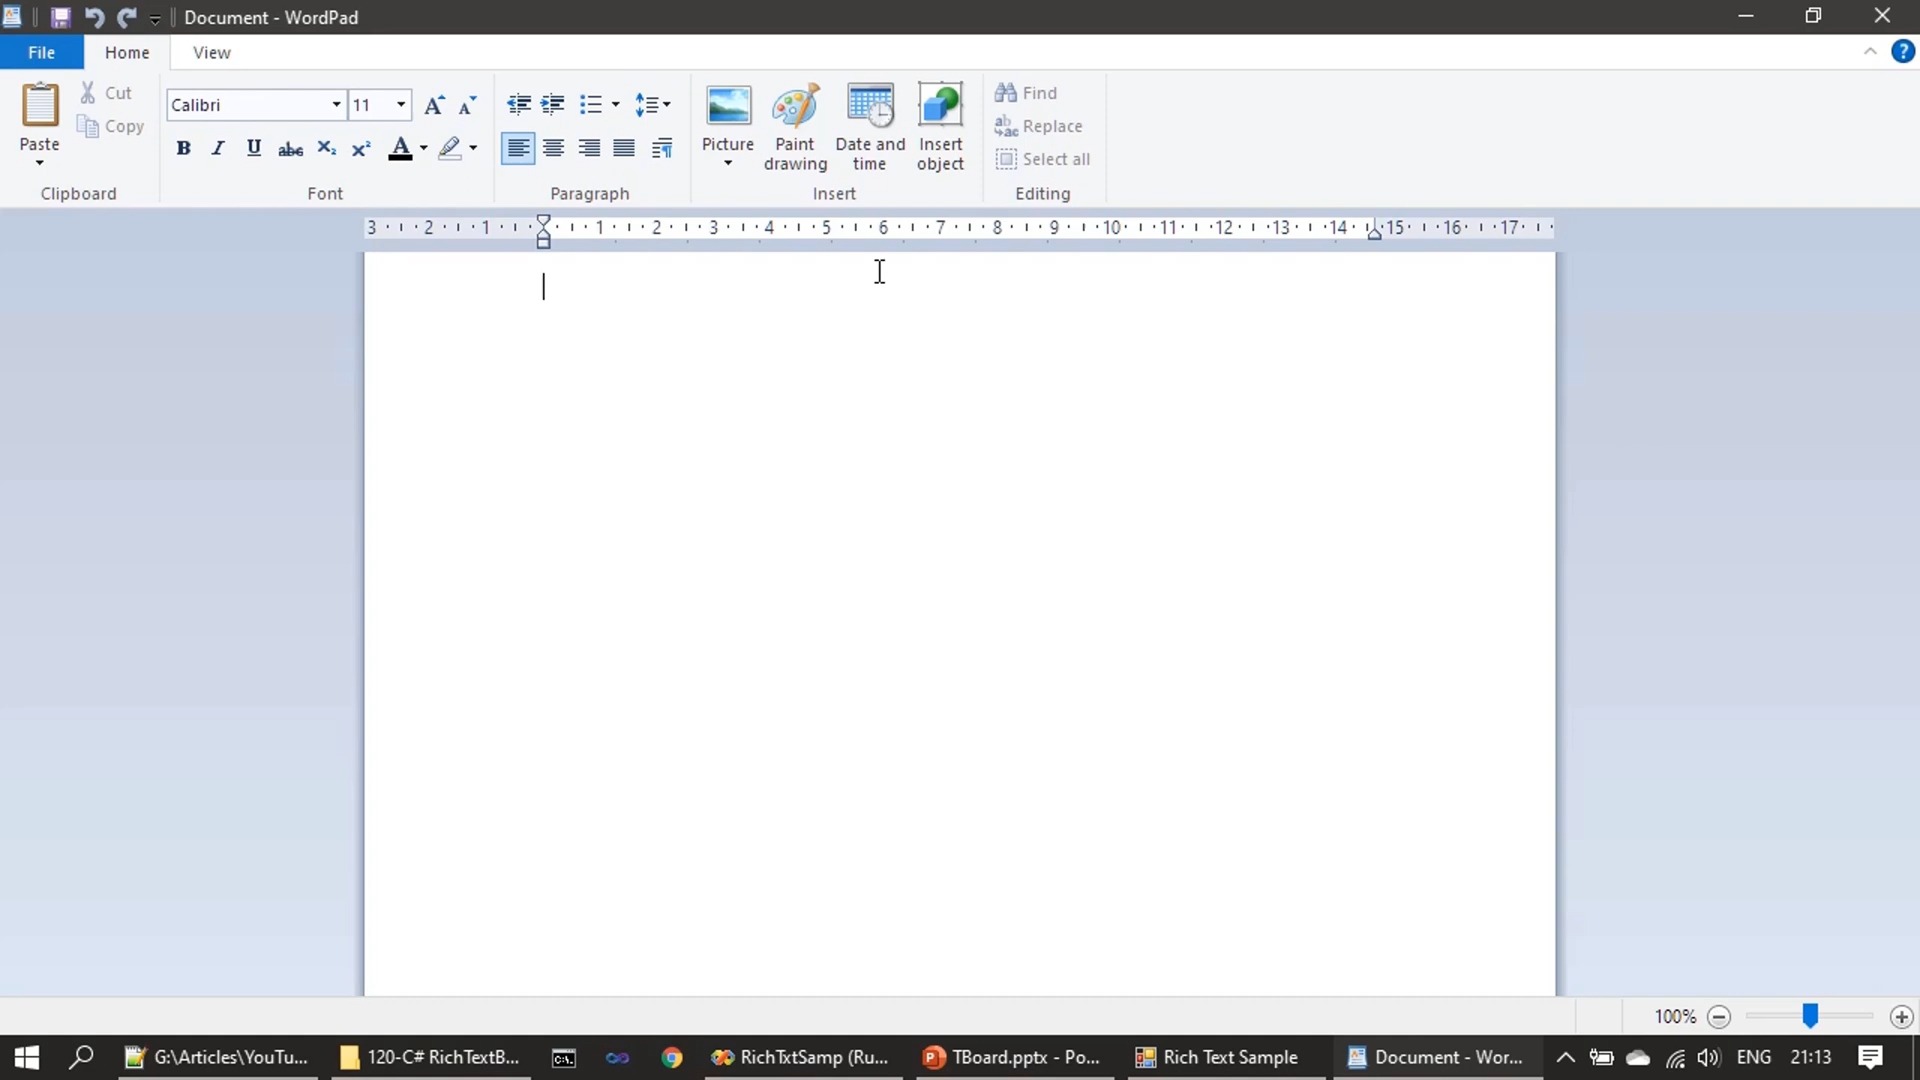 Document - WordPad
File Home View
Paste
Cut
Copy
Clipboard
Calibri 11
B I U abc X₂ X² A
Font
Paragraph
Picture
Paint drawing
Date and time
Insert object
Insert
Find
Replace
Select all
Editing
3 2 1 1 2 3 4 5 6 7 8 9 10 11 12 13 14 15 16 17
100%
G:\Articles\YouTu... 120-C# RichTextB... RichTxtSamp (Ru... TBoard.pptx - Po... Rich Text Sample Document - Wor... ENG 21:13